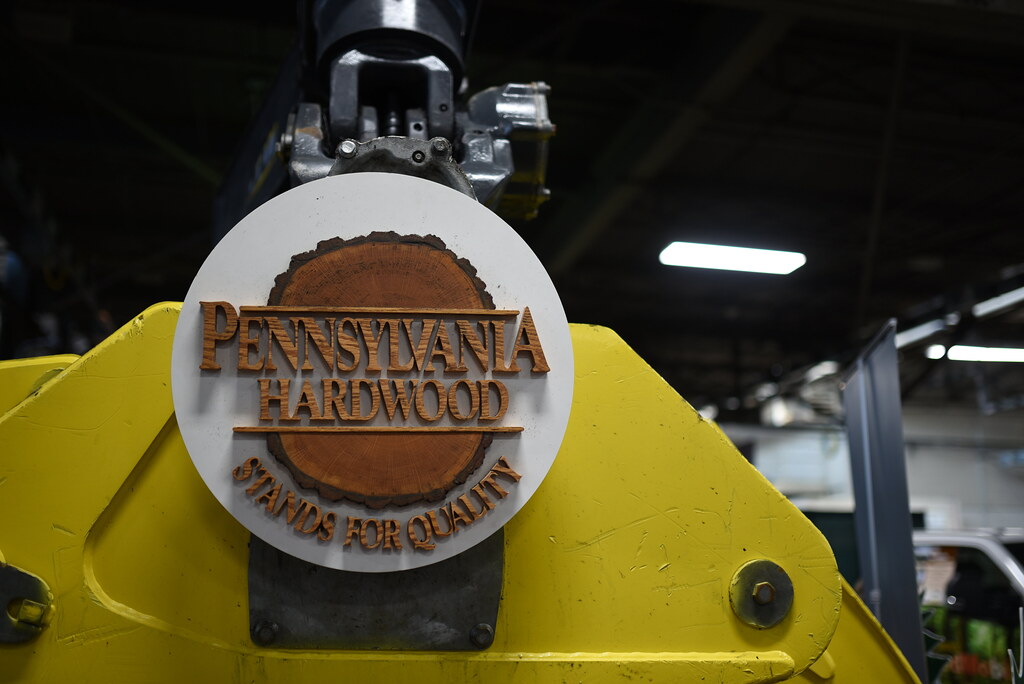 PENNSYLVANIA
HARDWOOD
STANDS FOR QUALITY